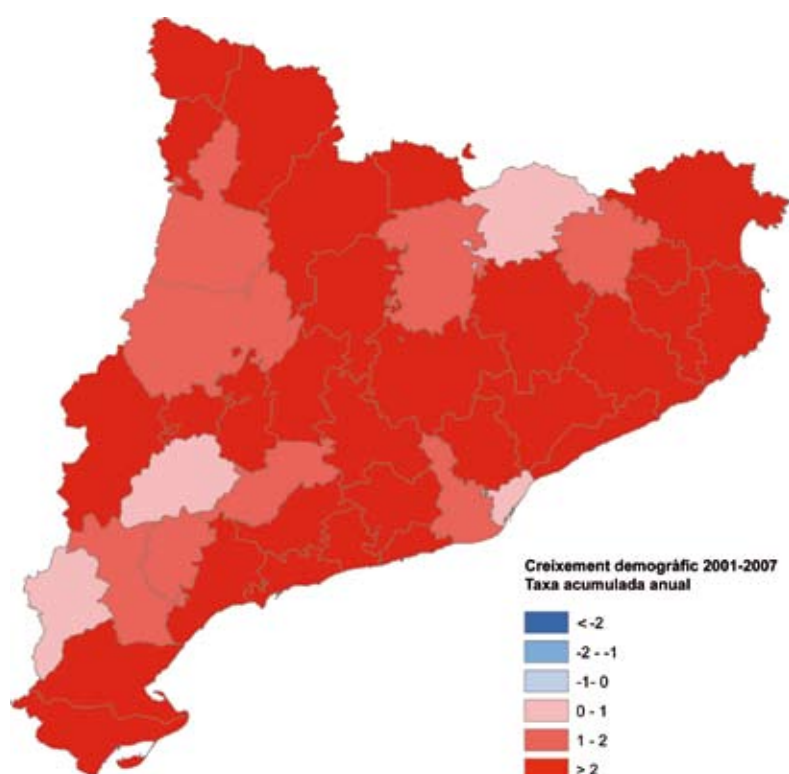 Creixement demogràfic 2001-2007
Taxa acumulada anual
< -2
-2 - -1
-1- 0
0 - 1
1 - 2
> 2